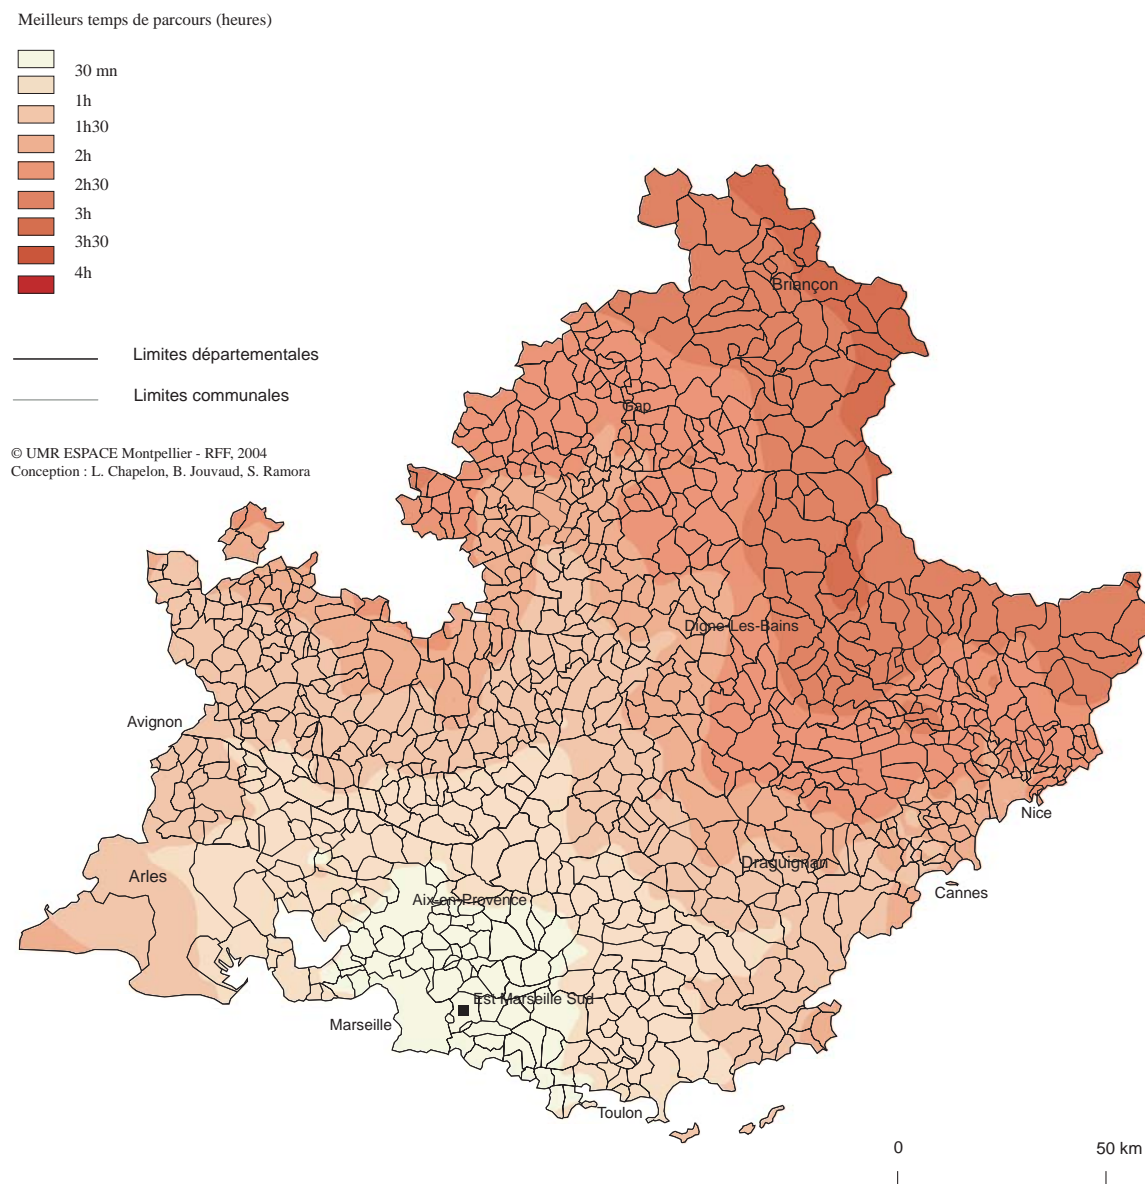 Meilleurs temps de parcours (heures)
30 mn
1h
1h30
2h
2h30
3h
3h30
4h
Limites départementales
Limites communales
© UMR ESPACE Montpellier - RFF, 2004
Conception : L. Chapelon, B. Jouvaud, S. Ramora
Briançon
Gap
Digne-Les-Bains
Avignon
Nice
Draguignan
Arles
Cannes
Aix-en-Provence
Est Marseille Sud
Marseille
Toulon
0 50 km